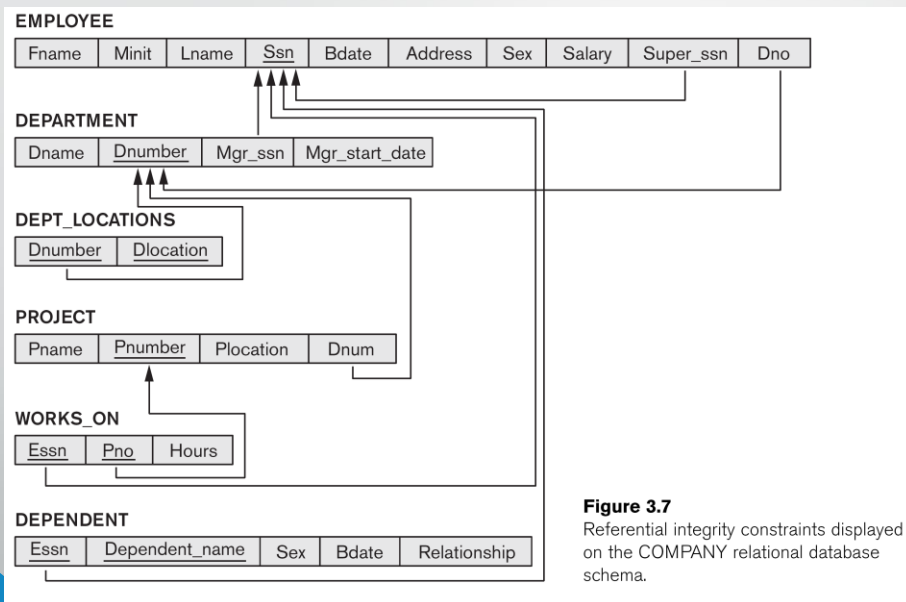 EMPLOYEE
Fname Minit Lname Ssn Bdate Address Sex Salary Super_ssn Dno
DEPARTMENT
Dname Dnumber Mgr_ssn Mgr_start_date
DEPT_LOCATIONS
Dnumber Dlocation
PROJECT
Pname Pnumber Plocation Dnum
WORKS_ON
Essn Pno Hours
DEPENDENT
Essn Dependent_name Sex Bdate Relationship
Figure 3.7
Referential integrity constraints displayed
on the COMPANY relational database
schema.